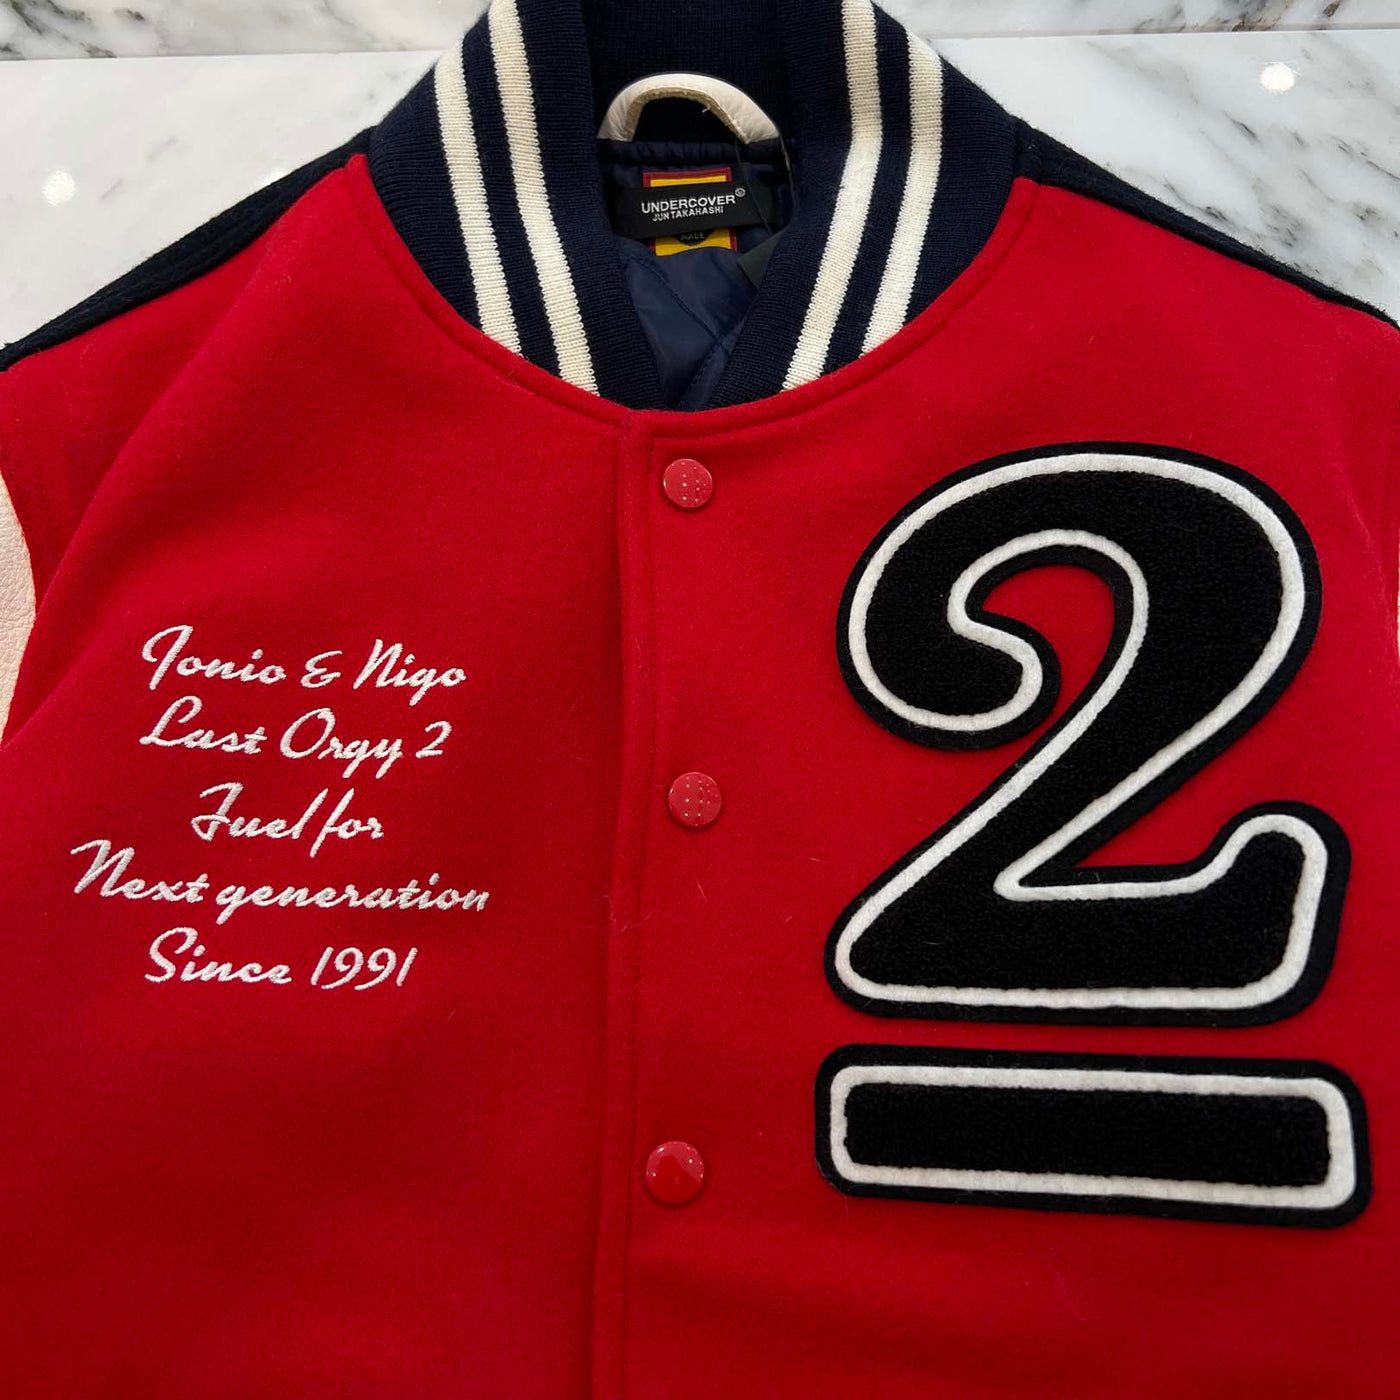 UNDERCOVER®
JUN TAKAHASHI
Jonio & Nigo
Last Orgy 2
Fuel for
Next generation
Since 1991
2